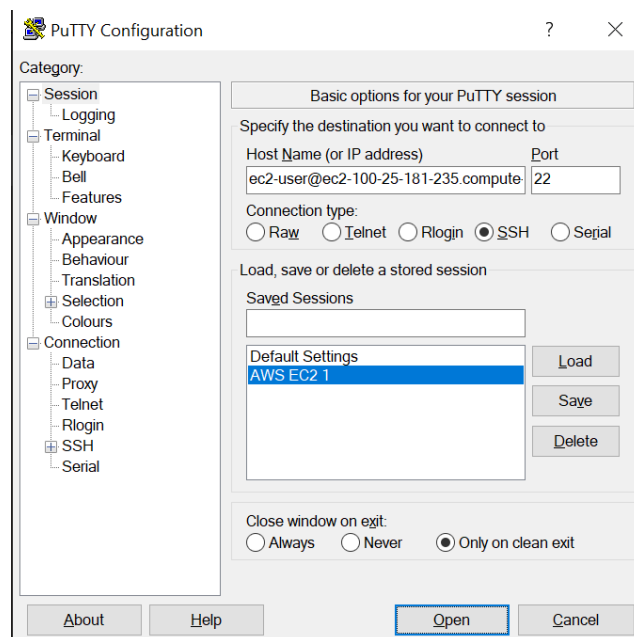 PuTTY Configuration
?
Category:
Session
Logging
Terminal
Keyboard
Bell
Features
Window
Appearance
Behaviour
Translation
Selection
Colours
Connection
Data
Proxy
Telnet
Rlogin
SSH
Serial
Basic options for your PuTTY session
Specify the destination you want to connect to
Host Name (or IP address) Port
ec2-user@ec2-100-25-181-235.compute- 22
Connection type:
Raw Telnet Rlogin SSH Serial
Load, save or delete a stored session
Saved Sessions
Default Settings
AWS EC2 1
Load
Save
Delete
Close window on exit:
Always Never Only on clean exit
About Help Open Cancel